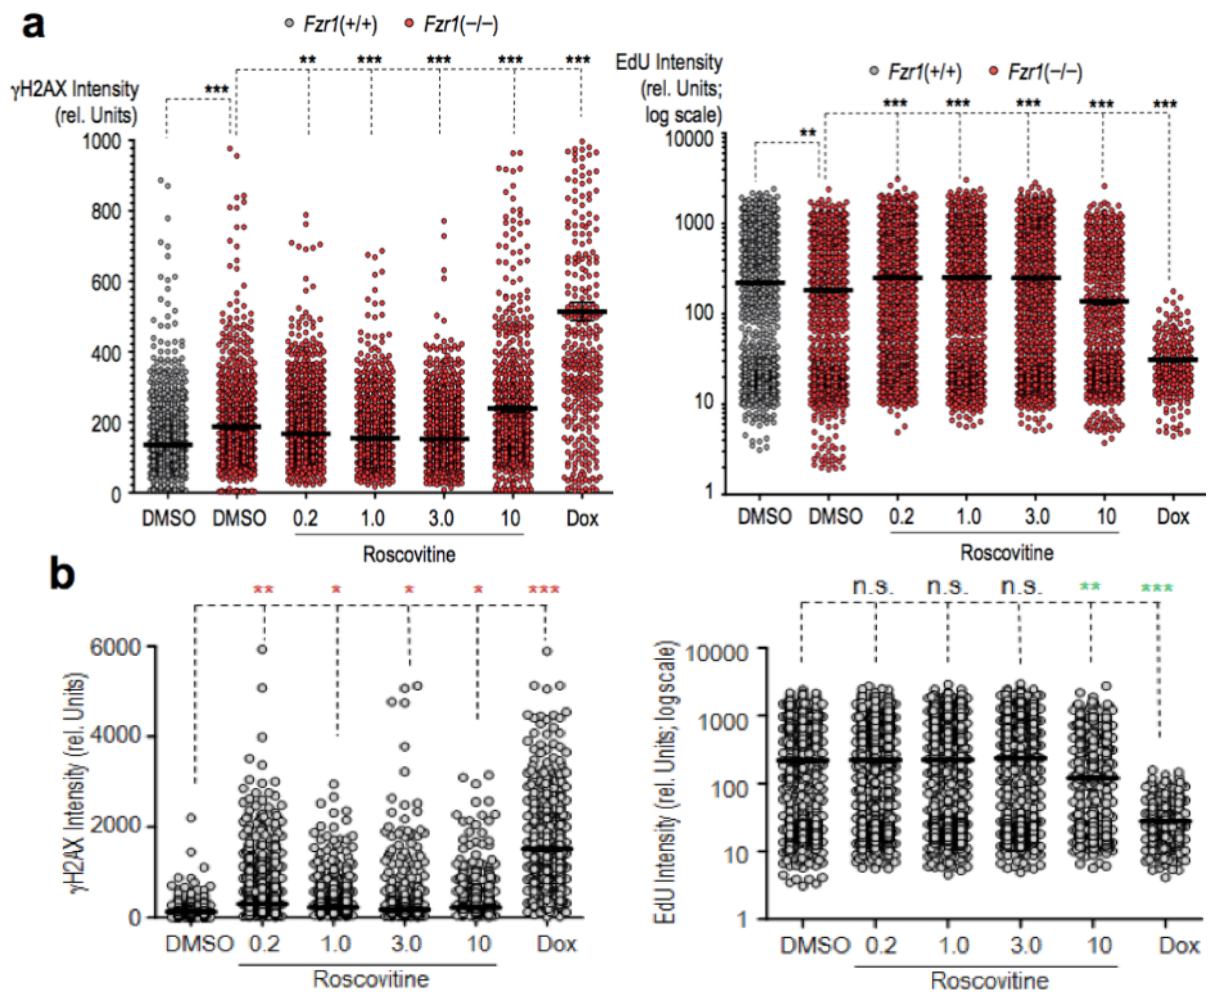 a
Fzr1(+/+) Fzr1(−/−)
** *** *** *** ***
γH2AX Intensity
(rel. Units)
***
1000
800
600
400
200
0
DMSO DMSO 0.2 1.0 3.0 10 Dox
Roscovitine
EdU Intensity
(rel. Units;
log scale)
Fzr1(+/+) Fzr1(−/−)
*** *** *** *** ***
**
10000
1000
100
10
1
DMSO DMSO 0.2 1.0 3.0 10 Dox
Roscovitine
b
** * * * ***
γH2AX Intensity (rel. Units)
6000
4000
2000
0
DMSO 0.2 1.0 3.0 10 Dox
Roscovitine
n.s. n.s. n.s. ** ***
EdU Intensity (rel. Units; log scale)
10000
1000
100
10
1
DMSO 0.2 1.0 3.0 10 Dox
Roscovitine